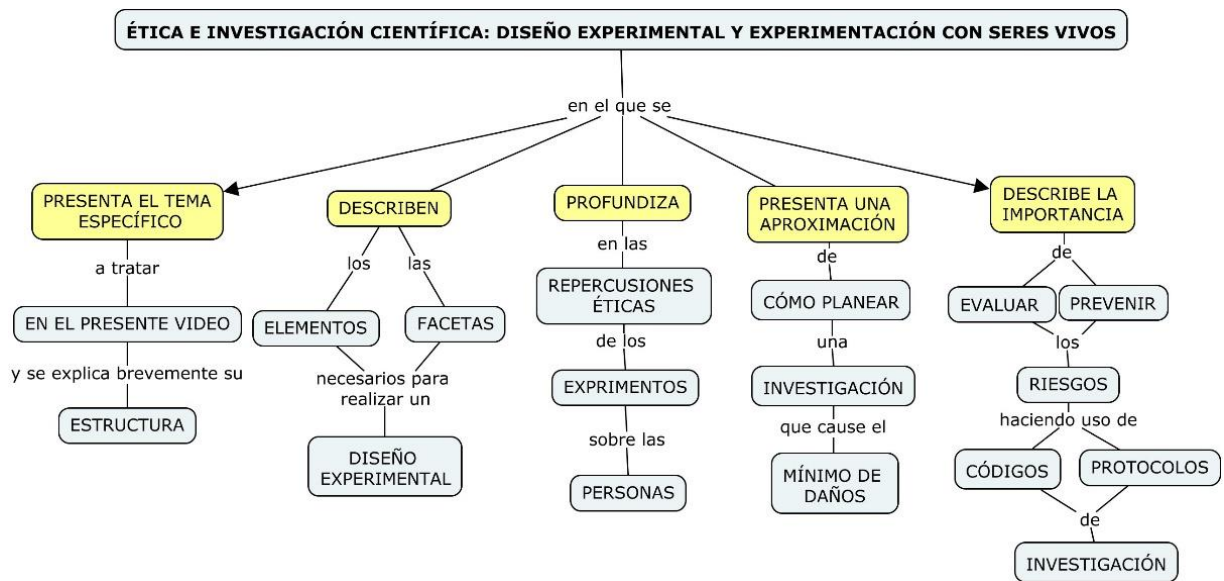 ÉTICA E INVESTIGACIÓN CIENTÍFICA: DISEÑO EXPERIMENTAL Y EXPERIMENTACIÓN CON SERES VIVOS
en el que se
PRESENTA EL TEMA
ESPECÍFICO
a tratar
EN EL PRESENTE VIDEO
y se explica brevemente su
ESTRUCTURA
DESCRIBEN
los
las
ELEMENTOS
FACETAS
necesarios para
realizar un
DISEÑO
EXPERIMENTAL
PROFUNDIZA
en las
REPERCUSIONES
ÉTICAS
de los
EXPRIMENTOS
sobre las
PERSONAS
PRESENTA UNA
APROXIMACIÓN
de
CÓMO PLANEAR
una
INVESTIGACIÓN
que cause el
MÍNIMO DE
DAÑOS
DESCRIBE LA
IMPORTANCIA
de
EVALUAR
PREVENIR
los
RIESGOS
haciendo uso de
CÓDIGOS
PROTOCOLOS
de
INVESTIGACIÓN